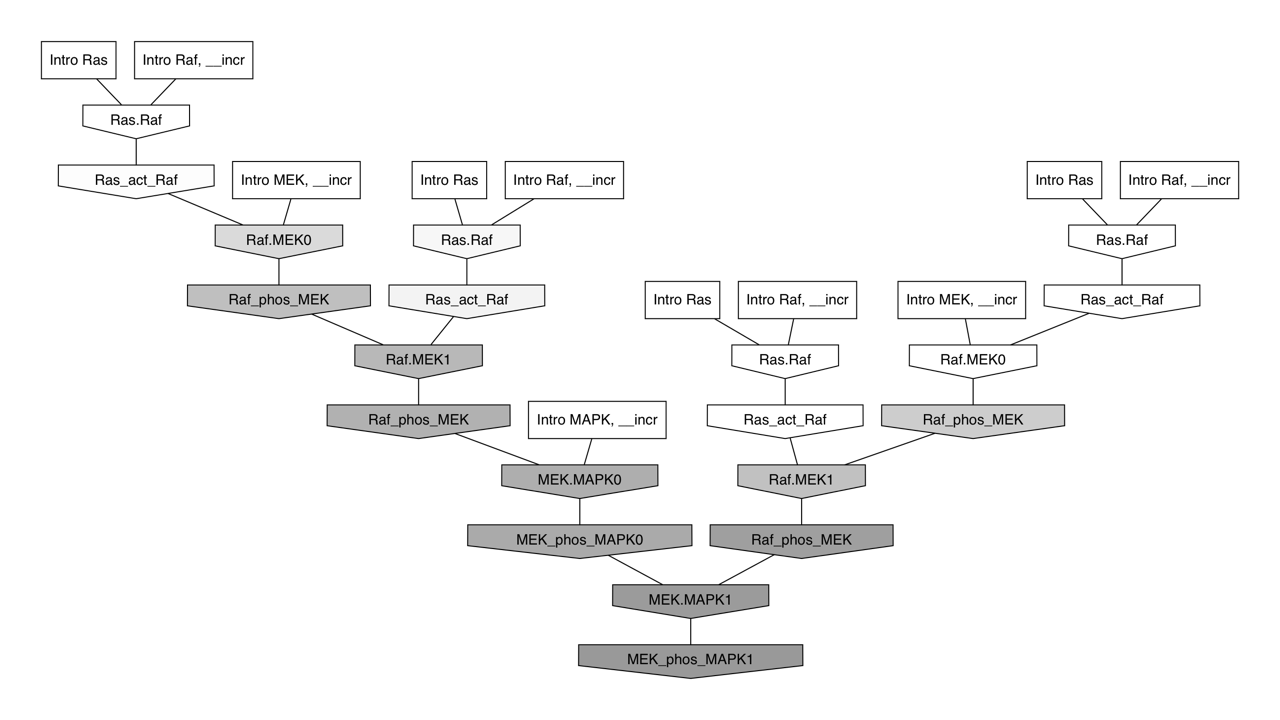 Intro Ras
Intro Raf, __incr
Ras.Raf
Ras_act_Raf
Intro MEK, __incr
Intro Ras
Intro Raf, __incr
Intro Ras
Intro Raf, __incr
Raf.MEK0
Ras.Raf
Ras.Raf
Raf_phos_MEK
Ras_act_Raf
Intro Ras
Intro Raf, __incr
Intro MEK, __incr
Ras_act_Raf
Raf.MEK1
Ras.Raf
Raf.MEK0
Raf_phos_MEK
Intro MAPK, __incr
Ras_act_Raf
Raf_phos_MEK
MEK.MAPK0
Raf.MEK1
MEK_phos_MAPK0
Raf_phos_MEK
MEK.MAPK1
MEK_phos_MAPK1